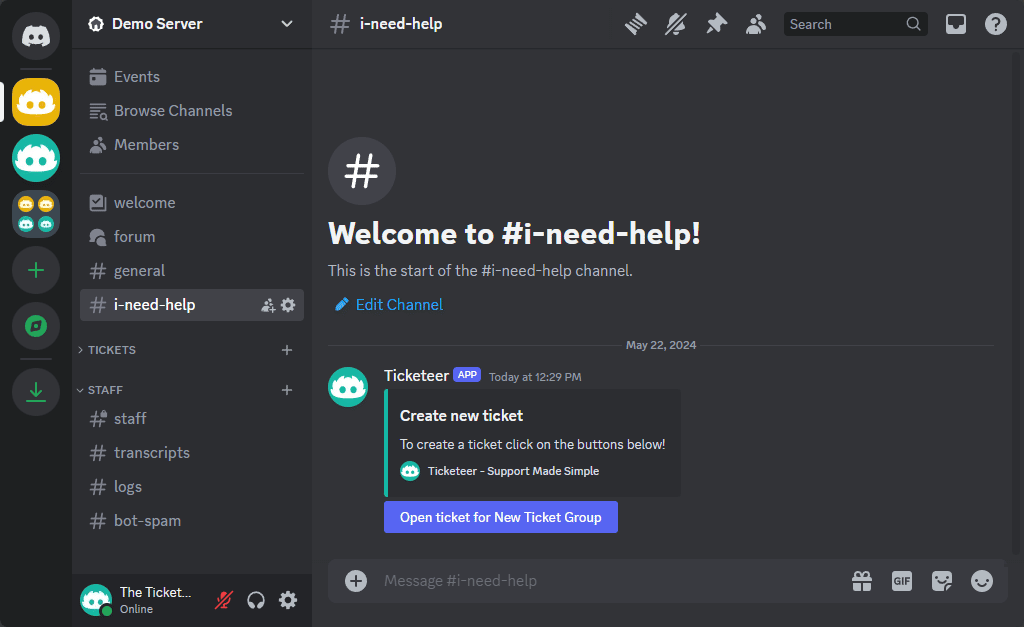 Demo Server
Events
Browse Channels
Members
welcome
forum
general
i-need-help
TICKETS
STAFF
staff
transcripts
logs
bot-spam
The Ticket...
Online
i-need-help
Search
Welcome to #i-need-help!
This is the start of the #i-need-help channel.
Edit Channel
May 22, 2024
Ticketeer APP Today at 12:29 PM
Create new ticket
To create a ticket click on the buttons below!
Ticketeer - Support Made Simple
Open ticket for New Ticket Group
Message #i-need-help
GIF